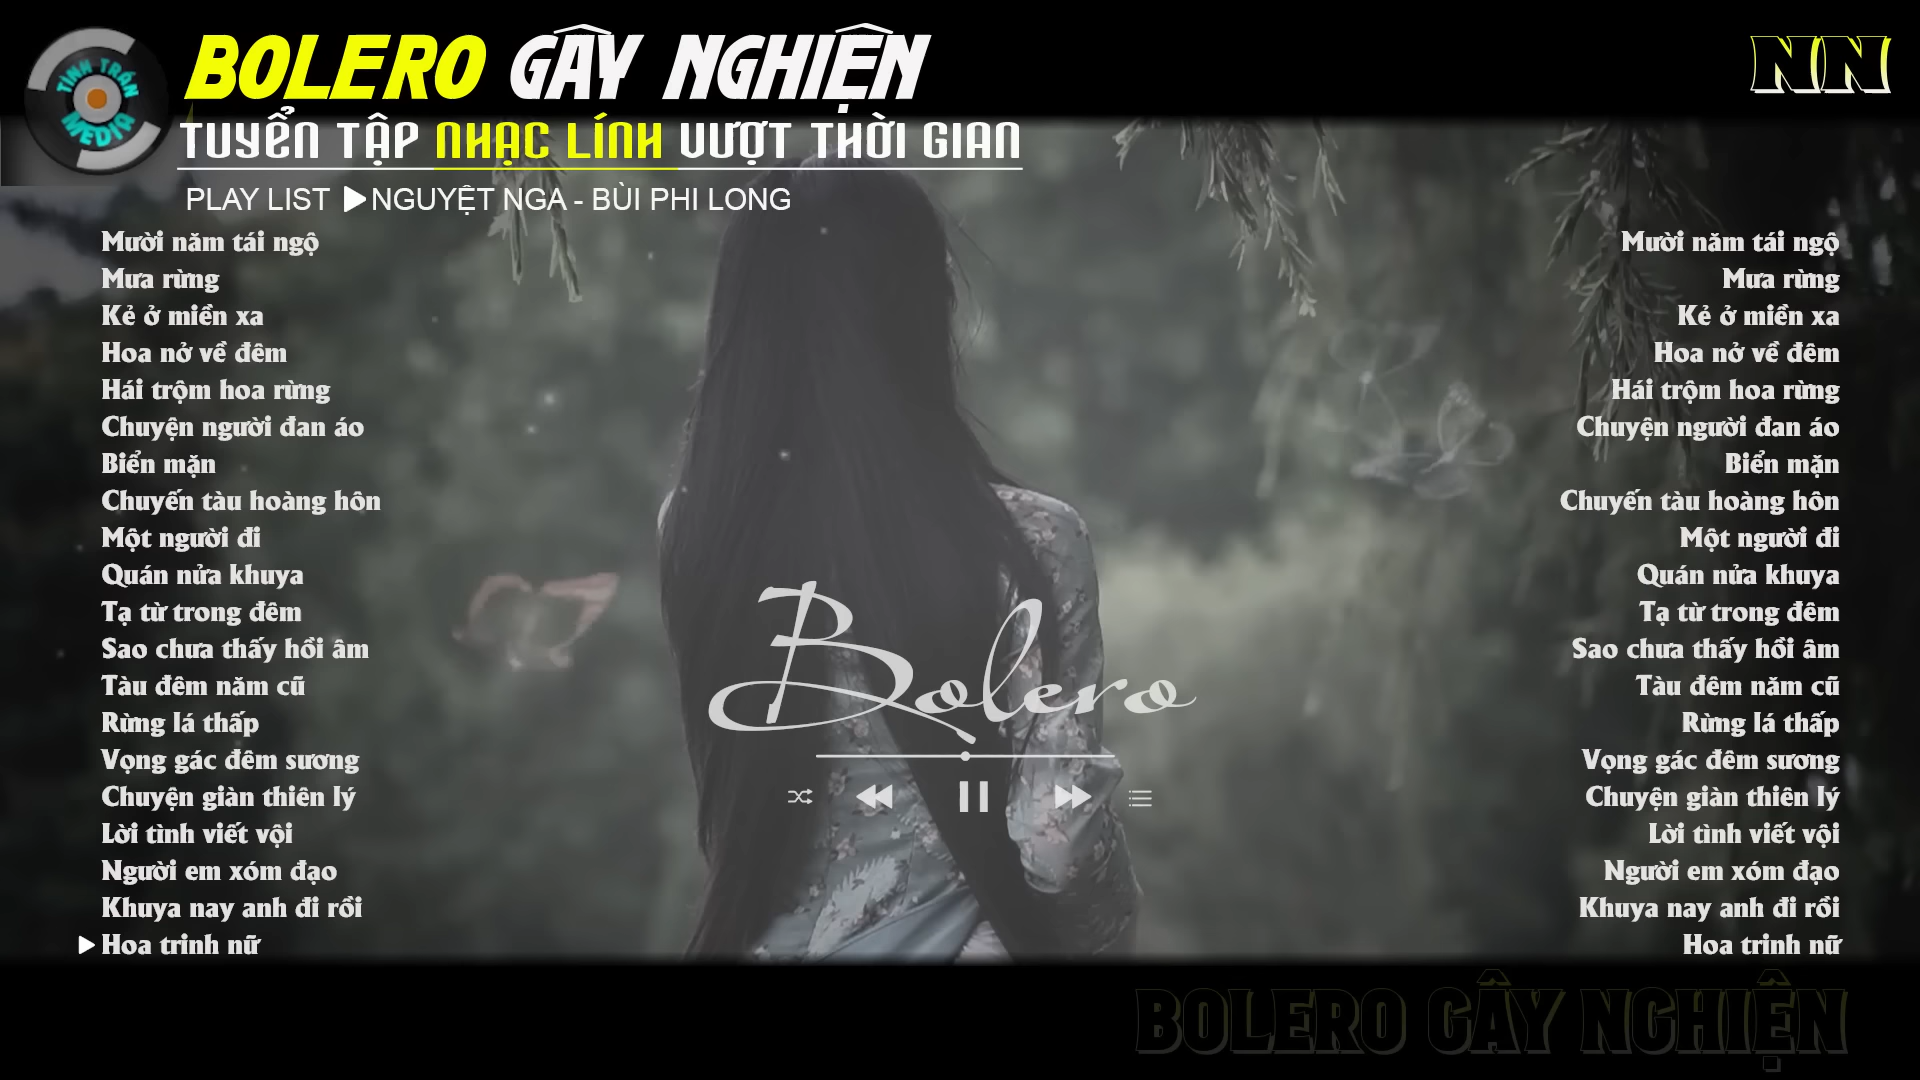 TÌNH TRẦN
MEDIA
BOLERO GÂY NGHIỆN
NN
TUYỂN TẬP NHẠC LÍNH VƯỢT THỜI GIAN
PLAY LIST ▶NGUYỆT NGA - BÙI PHI LONG
Mười năm tái ngộ
Mưa rừng
Kẻ ở miền xa
Hoa nở về đêm
Hái trộm hoa rừng
Chuyện người đan áo
Biển mặn
Chuyến tàu hoàng hôn
Một người đi
Quán nửa khuya
Tạ từ trong đêm
Sao chưa thấy hồi âm
Tàu đêm năm cũ
Rừng lá thấp
Vọng gác đêm sương
Chuyện giàn thiên lý
Lời tình viết vội
Người em xóm đạo
Khuya nay anh đi rồi
Hoa trinh nữ
Bolero
Mười năm tái ngộ
Mưa rừng
Kẻ ở miền xa
Hoa nở về đêm
Hái trộm hoa rừng
Chuyện người đan áo
Biển mặn
Chuyến tàu hoàng hôn
Một người đi
Quán nửa khuya
Tạ từ trong đêm
Sao chưa thấy hồi âm
Tàu đêm năm cũ
Rừng lá thấp
Vọng gác đêm sương
Chuyện giàn thiên lý
Lời tình viết vội
Người em xóm đạo
Khuya nay anh đi rồi
Hoa trinh nữ
BOLERO GÂY NGHIỆN